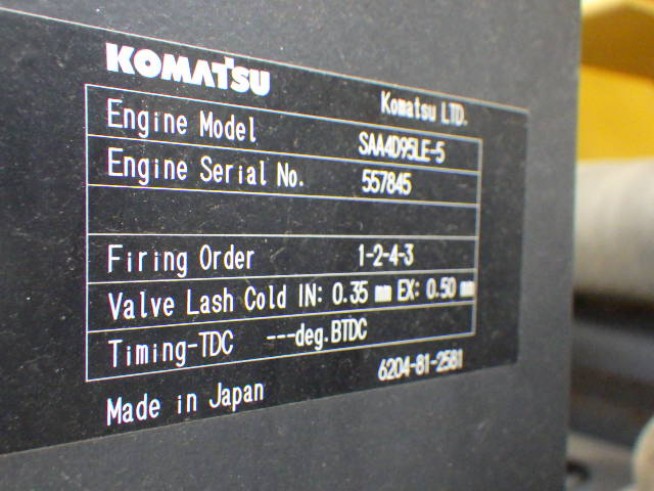 KOMATSU
Komatsu LTD.
Engine Model SAA4D95LE-5
Engine Serial No. 557845
Firing Order 1-2-4-3
Valve Lash Cold IN: 0.35 mm EX: 0.50 mm
Timing-TDC ---deg.BTDC
6204-81-2581
Made in Japan